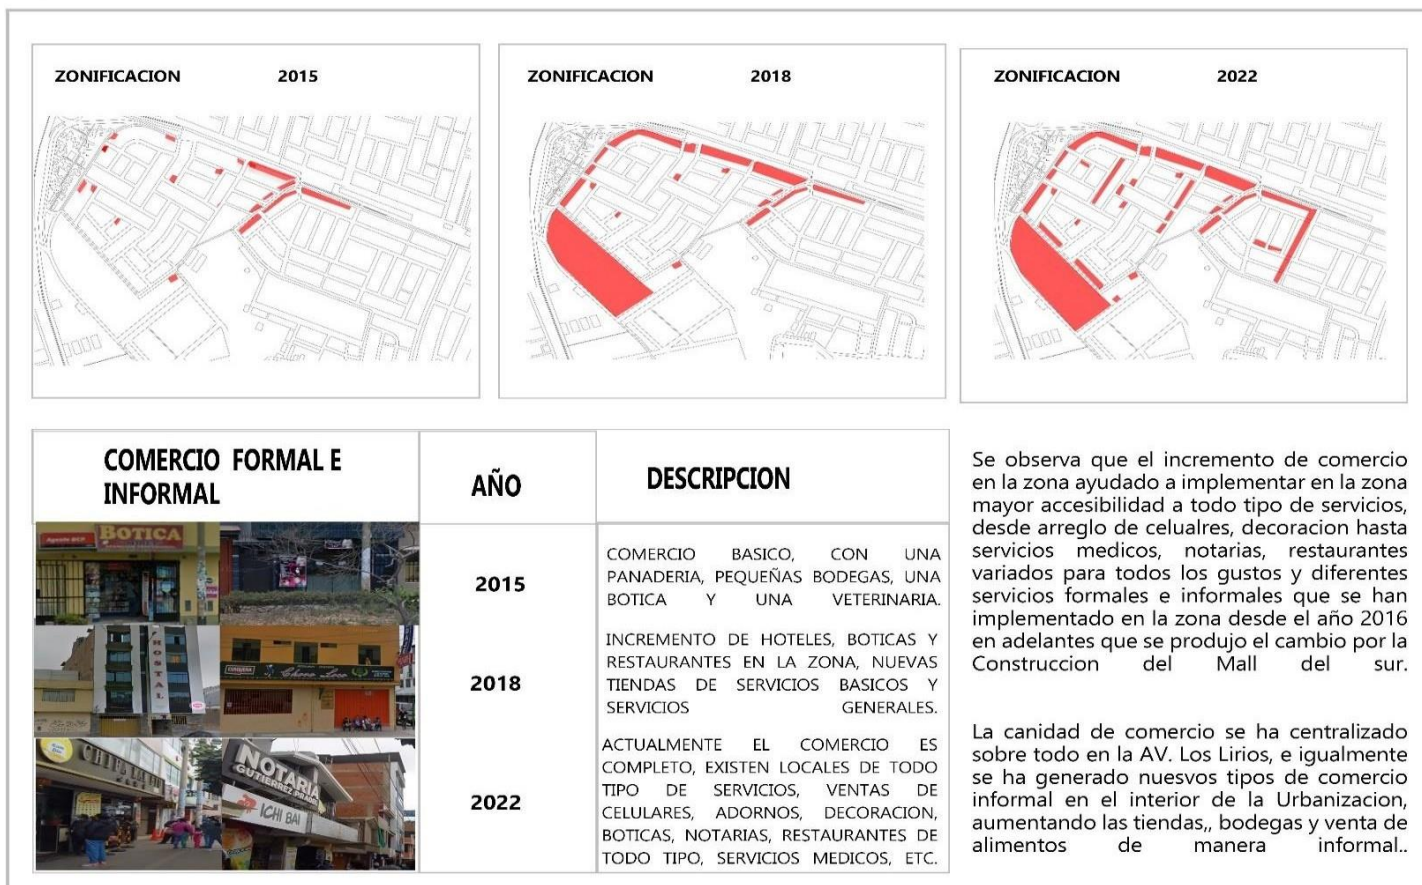 ZONIFICACION 2015
ZONIFICACION 2018
ZONIFICACION 2022
COMERCIO FORMAL E
INFORMAL
AÑO
DESCRIPCION
BOTICA
Agente BCP
2015
COMERCIO BASICO, CON UNA
PANADERIA, PEQUEÑAS BODEGAS, UNA
BOTICA Y UNA VETERINARIA.
HOSTAL
Choco Loco
2018
INCREMENTO DE HOTELES, BOTICAS Y
RESTAURANTES EN LA ZONA, NUEVAS
TIENDAS DE SERVICIOS BASICOS Y
SERVICIOS GENERALES.
CHIFA
NOTARIA
GUTIERREZ PRADO
ICHI BAI
2022
ACTUALMENTE EL COMERCIO ES
COMPLETO, EXISTEN LOCALES DE TODO
TIPO DE SERVICIOS, VENTAS DE
CELULARES, ADORNOS, DECORACION,
BOTICAS, NOTARIAS, RESTAURANTES DE
TODO TIPO, SERVICIOS MEDICOS, ETC.
Se observa que el incremento de comercio
en la zona ayudado a implementar en la zona
mayor accesibilidad a todo tipo de servicios,
desde arreglo de celualres, decoracion hasta
servicios medicos, notarias, restaurantes
variados para todos los gustos y diferentes
servicios formales e informales que se han
implementado en la zona desde el año 2016
en adelantes que se produjo el cambio por la
Construccion del Mall del sur.
La canidad de comercio se ha centralizado
sobre todo en la AV. Los Lirios, e igualmente
se ha generado nuesvos tipos de comercio
informal en el interior de la Urbanizacion,
aumentando las tiendas,, bodegas y venta de
alimentos de manera informal..